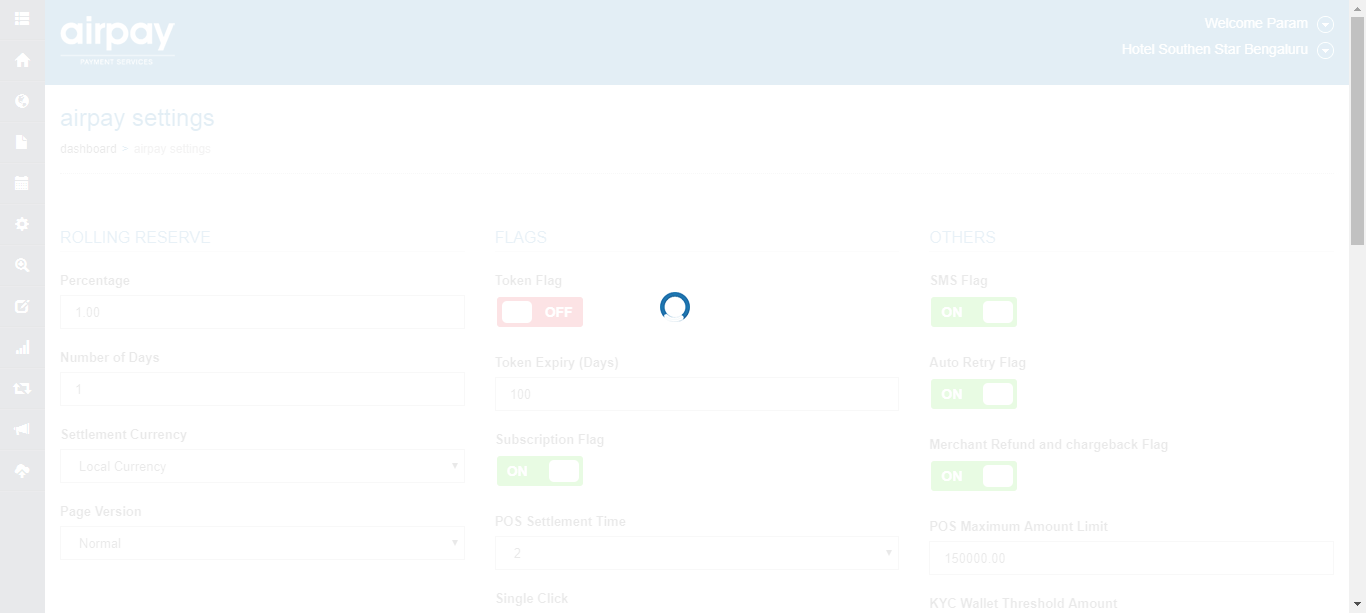 airpay
PAYMENT SERVICES
Welcome Param
Hotel Southen Star Bengaluru
airpay settings
dashboard > airpay settings
ROLLING RESERVE
Percentage
1.00
Number of Days
1
Settlement Currency
Local Currency
Page Version
Normal
FLAGS
Token Flag
OFF
Token Expiry (Days)
100
Subscription Flag
ON
POS Settlement Time
2
Single Click
OTHERS
SMS Flag
ON
Auto Retry Flag
ON
Merchant Refund and chargeback Flag
ON
POS Maximum Amount Limit
150000.00
KYC Wallet Threshold Amount